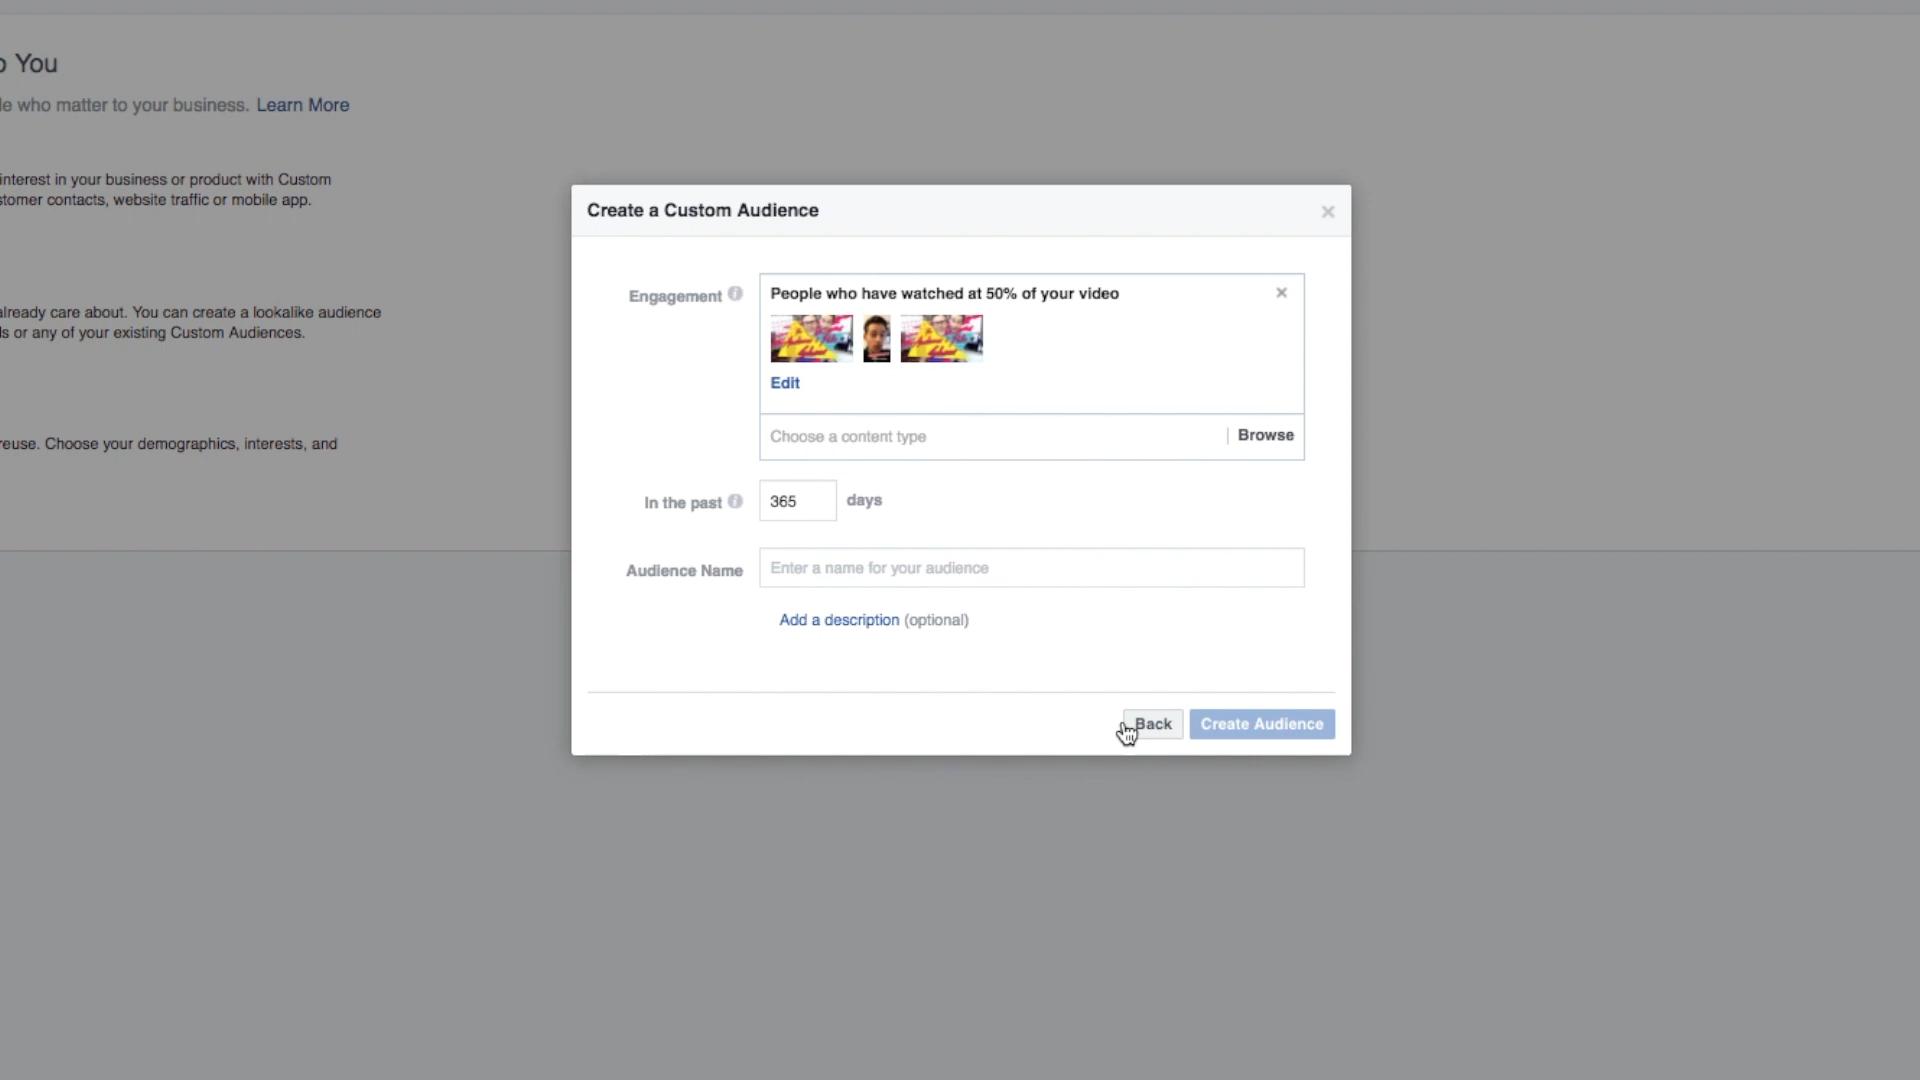 o You
le who matter to your business. Learn More
interest in your business or product with Custom
stomer contacts, website traffic or mobile app.
already care about. You can create a lookalike audience
ls or any of your existing Custom Audiences.
reuse. Choose your demographics, interests, and
Create a Custom Audience
Engagement
People who have watched at 50% of your video
Edit
Choose a content type
Browse
In the past
365
days
Audience Name
Enter a name for your audience
Add a description (optional)
Back
Create Audience